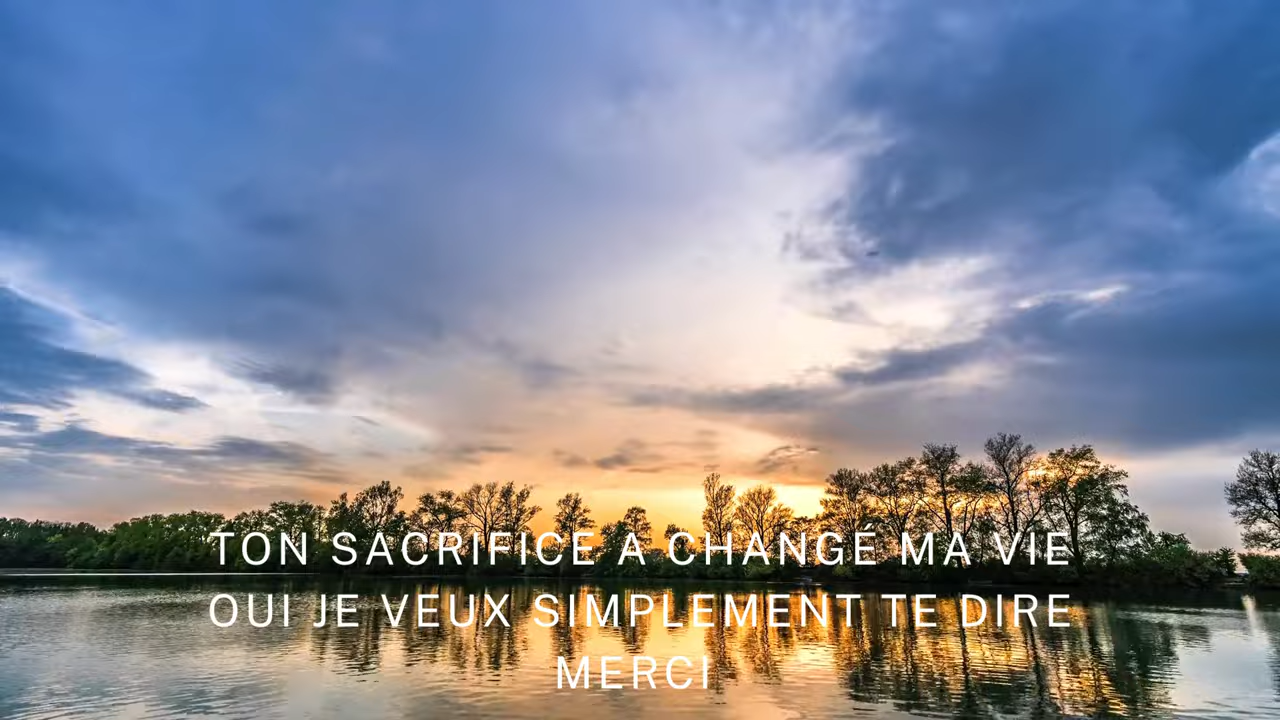 TON SACRIFICE A CHANGÉ MA VIE
OUI JE VEUX SIMPLEMENT TE DIRE
MERCI